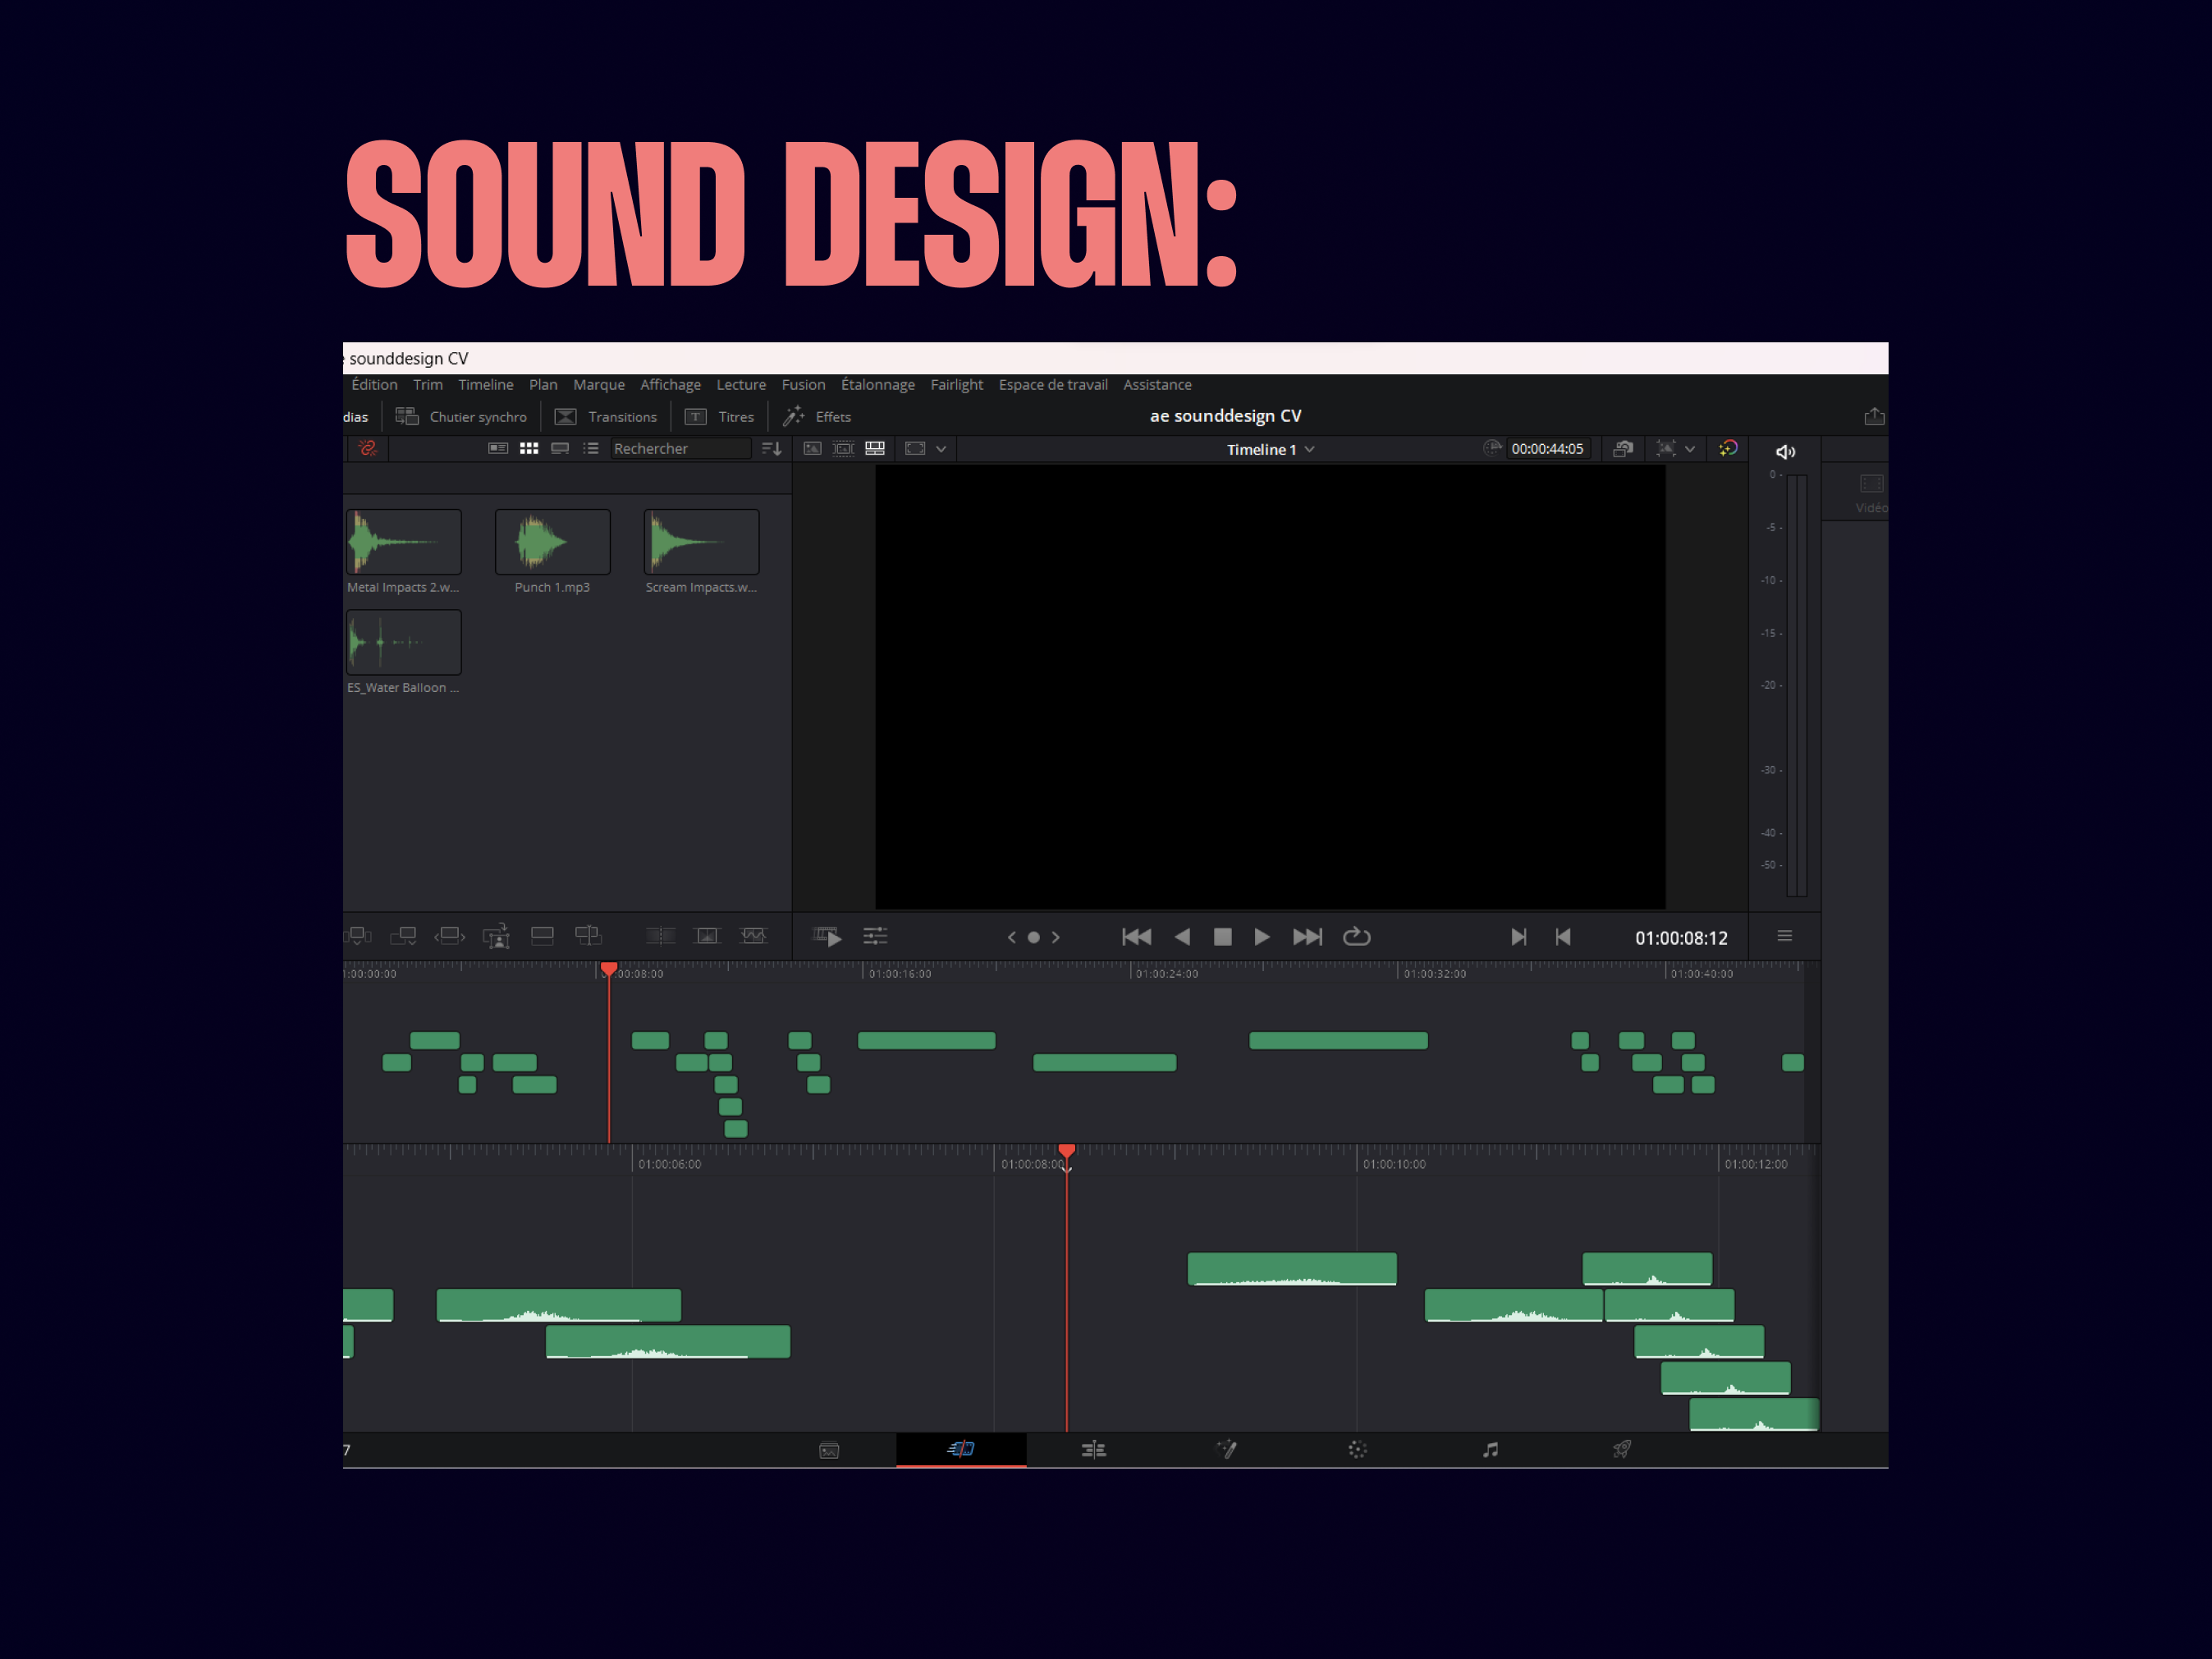 SOUND DESIGN:
sounddesign CV
Édition Trim Timeline Plan Marque Affichage Lecture Fusion Étalonnage Fairlight Espace de travail Assistance
dias Chutier synchro Transitions Titres Effets ae sounddesign CV
Rechercher Timeline 1 00:00:44:05
0
-5
-10
-15
-20
-30
-40
-50
Vidéo
Metal Impacts 2.w... Punch 1.mp3 Scream Impacts.w...
ES_Water Balloon ...
01:00:08:12
1:00:00:00 :00:08:00 01:00:16:00 01:00:24:00 01:00:32:00 01:00:40:00
01:00:06:00 01:00:08:00 01:00:10:00 01:00:12:00
7